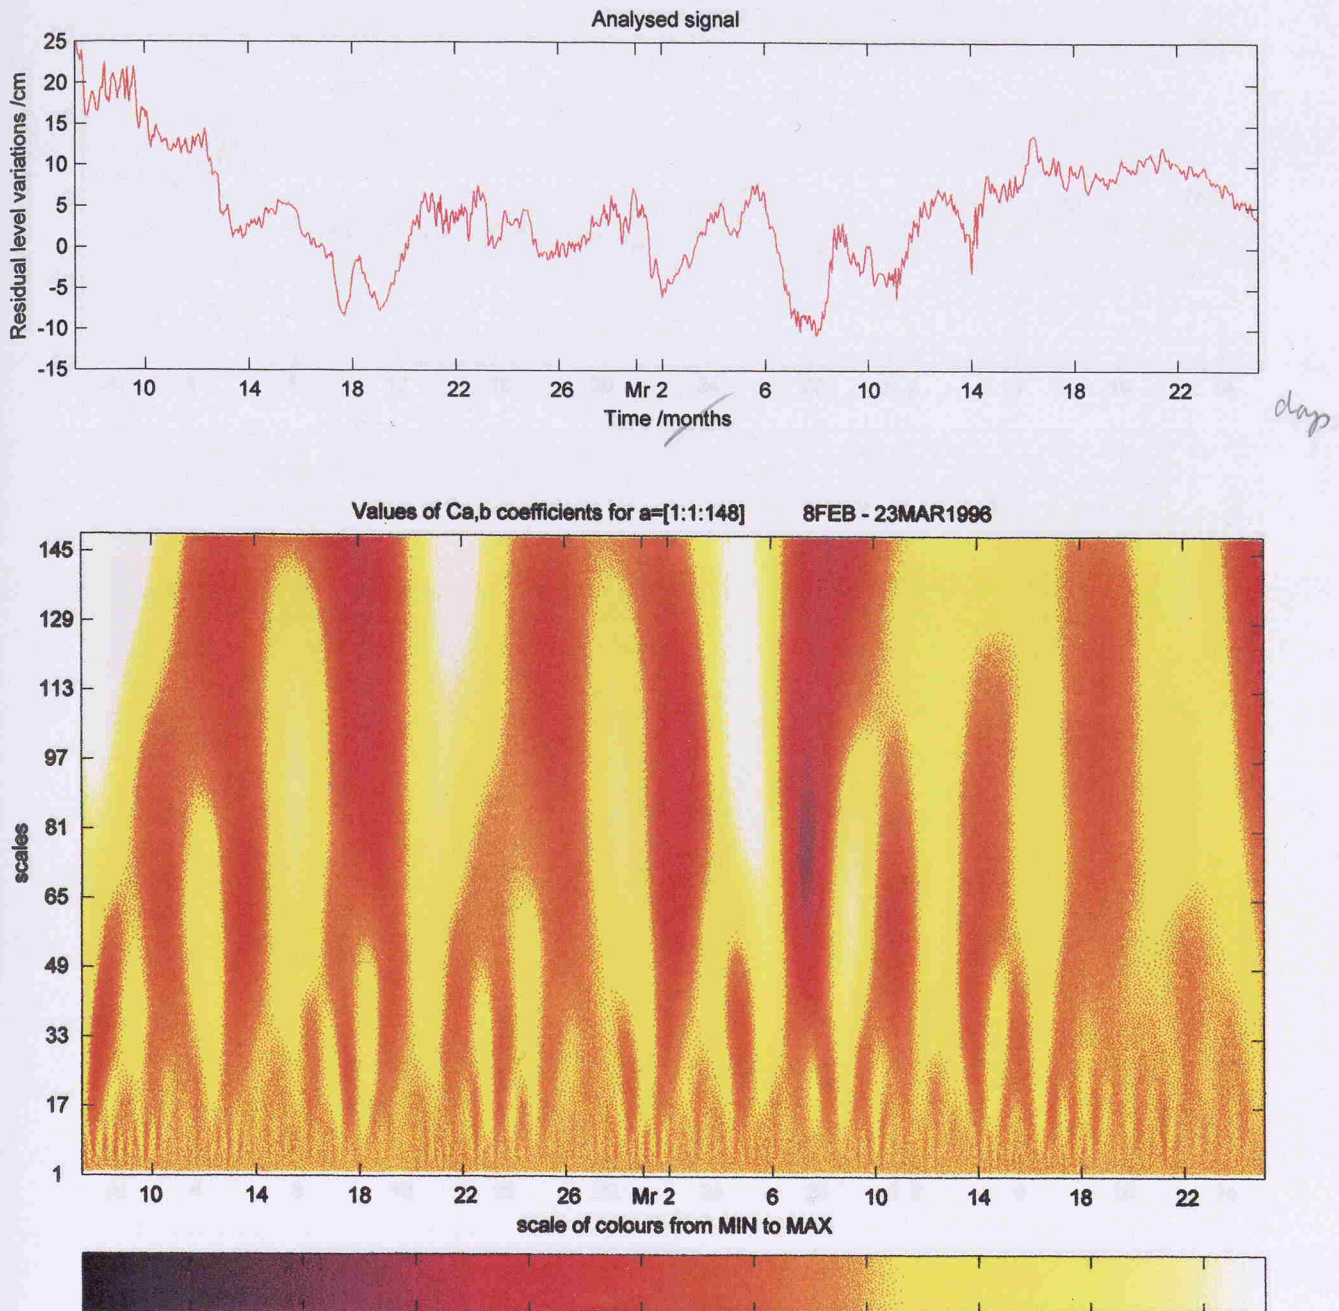 Analysed signal
25
20
15
10
5
0
-5
-10
-15
Residual level variations /cm
10 14 18 22 26 Mr 2 6 10 14 18 22
Time /months
days
Values of Ca,b coefficients for a=[1:1:148] 8FEB - 23MAR1996
145
129
113
97
81
65
49
33
17
1
scales
10 14 18 22 26 Mr 2 6 10 14 18 22
scale of colours from MIN to MAX